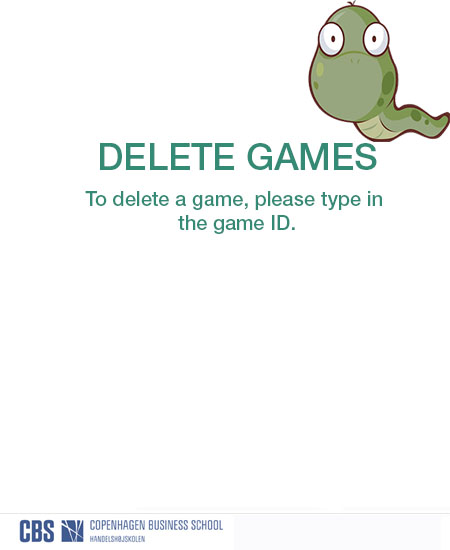 DELETE GAMES
To delete a game, please type in
the game ID.
CBS COPENHAGEN BUSINESS SCHOOL
HANDELSHØJSKOLEN